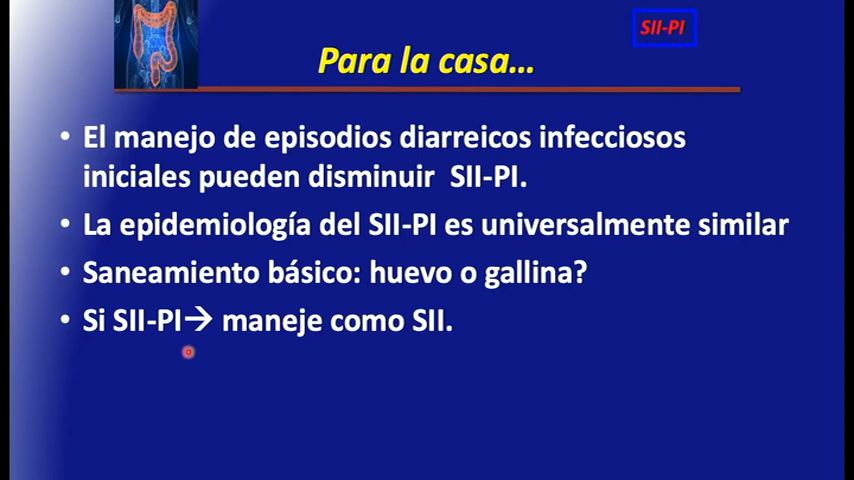 SII-PI
Para la casa...
• El manejo de episodios diarreicos infecciosos
iniciales pueden disminuir SII-PI.
• La epidemiología del SII-PI es universalmente similar
• Saneamiento básico: huevo o gallina?
• Si SII-PI→ maneje como SII.